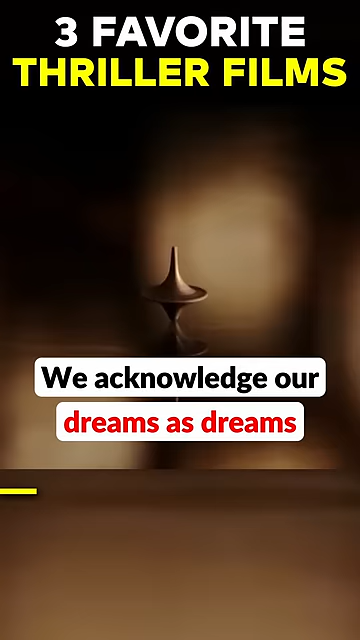 3 FAVORITE
THRILLER FILMS
We acknowledge our
dreams as dreams